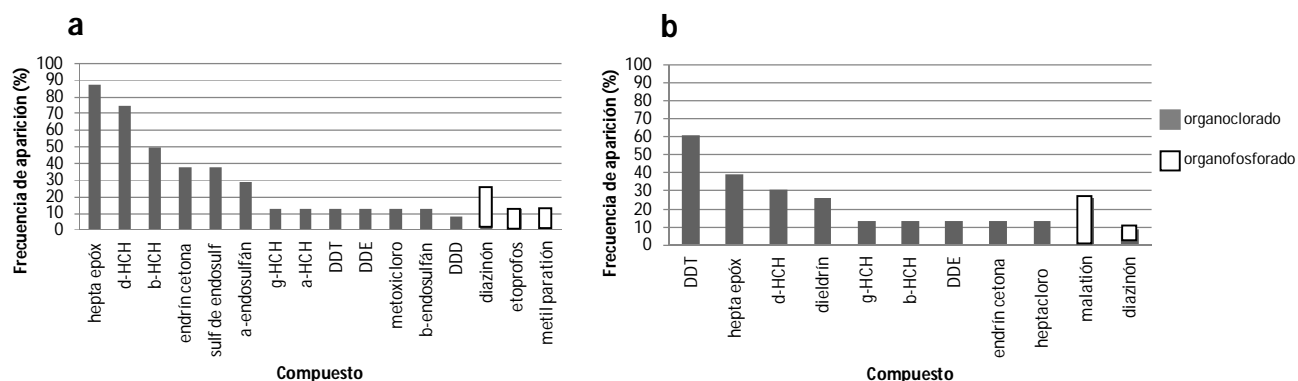 a
Frecuencia de aparición (%)
100
90
80
70
60
50
40
30
20
10
0
hepta epóx
d-HCH
b-HCH
endrín cetona
sulf de endosulf
a-endosulfán
g-HCH
a-HCH
DDT
DDE
metoxicloro
b-endosulfán
DDD
diazinón
etoprofos
metil paratión
Compuesto
b
Frecuencia de aparición (%)
100
90
80
70
60
50
40
30
20
10
0
DDT
hepta epóx
d-HCH
dieldrín
g-HCH
b-HCH
DDE
endrín cetona
heptacloro
malatión
diazinón
Compuesto
organoclorado
organofosforado